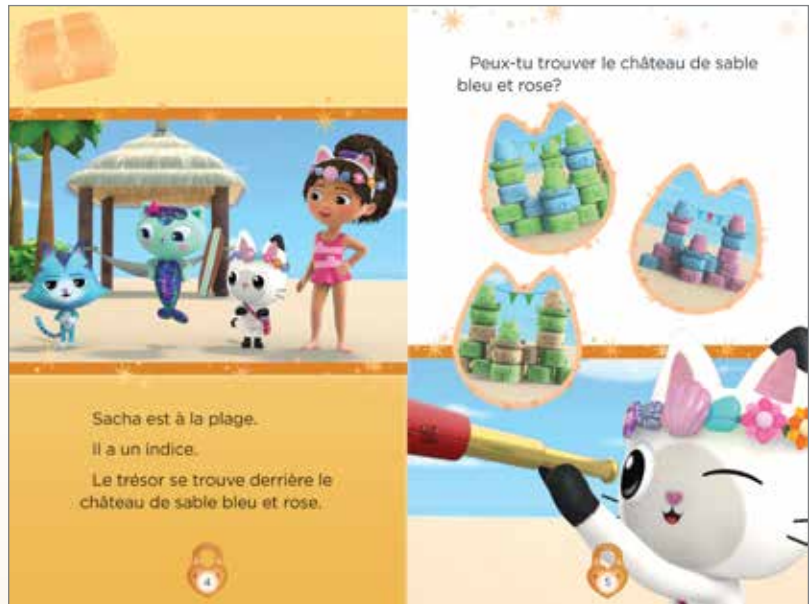 Sacha est à la plage.
Il a un indice.
Le trésor se trouve derrière le
château de sable bleu et rose.
4
Peux-tu trouver le château de sable
bleu et rose?
5